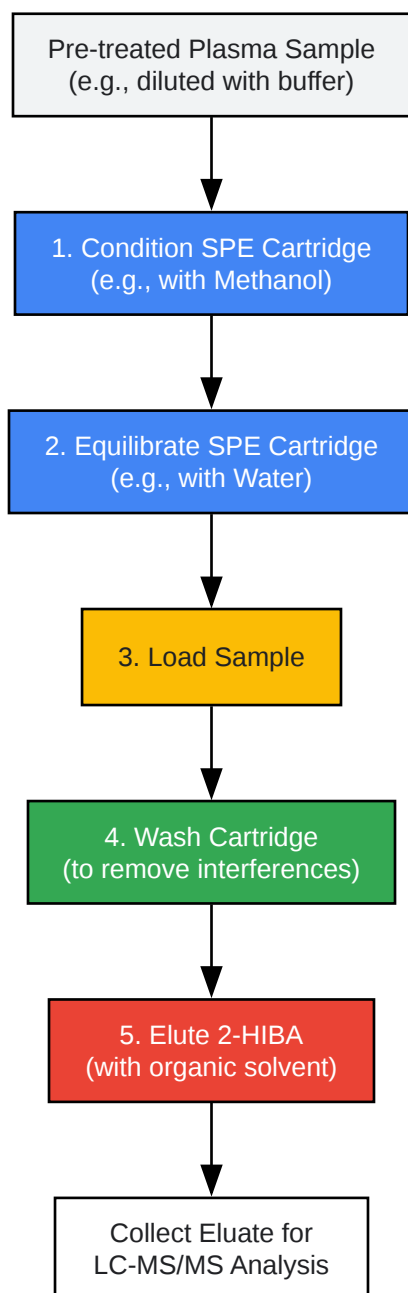 Pre-treated Plasma Sample
(e.g., diluted with buffer)
1. Condition SPE Cartridge
(e.g., with Methanol)
2. Equilibrate SPE Cartridge
(e.g., with Water)
3. Load Sample
4. Wash Cartridge
(to remove interferences)
5. Elute 2-HIBA
(with organic solvent)
Collect Eluate for
LC-MS/MS Analysis